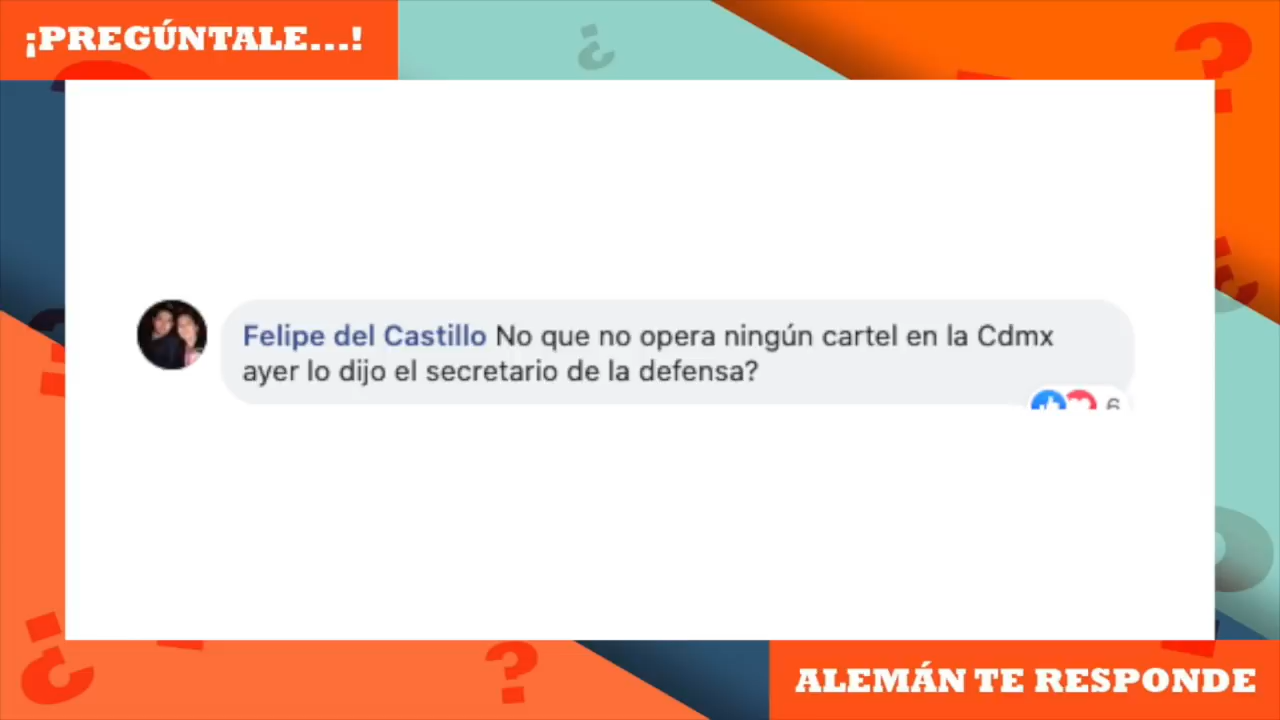 ¡PREGÚNTALE...!
Felipe del Castillo No que no opera ningún cartel en la Cdmx
ayer lo dijo el secretario de la defensa?
6
ALEMÁN TE RESPONDE